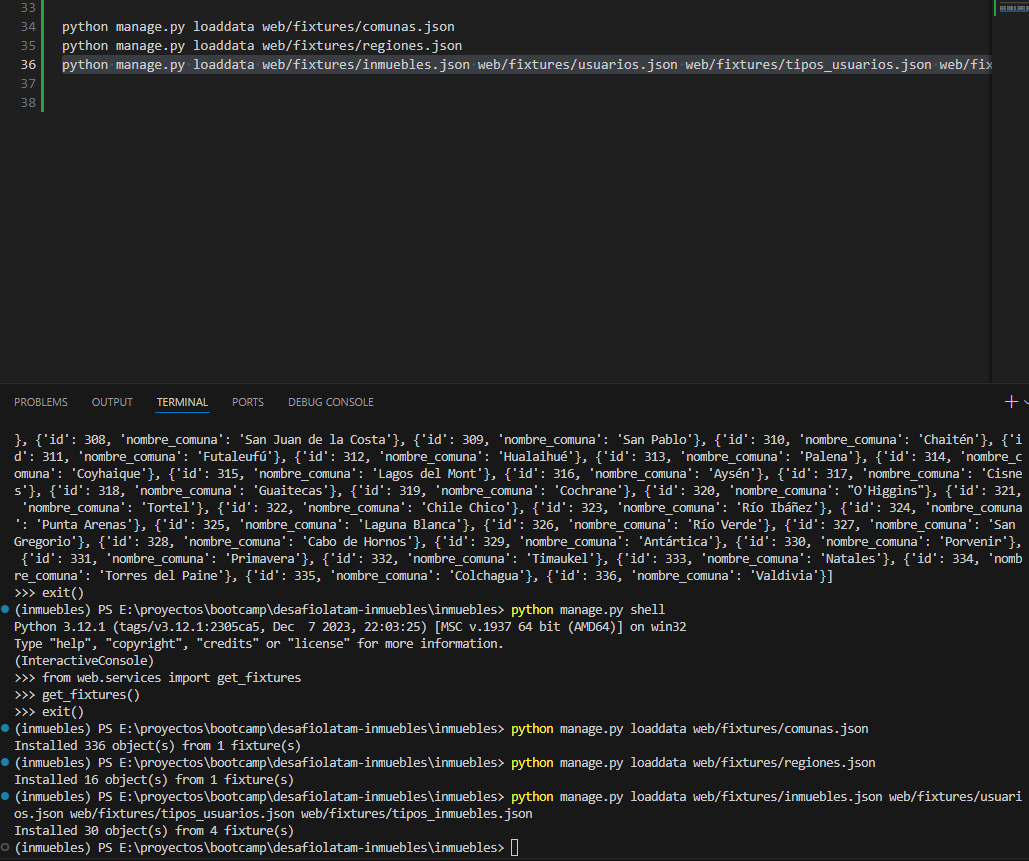 33
34 python manage.py loaddata web/fixtures/comunas.json
35 python manage.py loaddata web/fixtures/regiones.json
36 python manage.py loaddata web/fixtures/inmuebles.json web/fixtures/usuarios.json web/fixtures/tipos_usuarios.json web/fix
37
38
PROBLEMS OUTPUT TERMINAL PORTS DEBUG CONSOLE
}, {'id': 308, 'nombre_comuna': 'San Juan de la Costa'}, {'id': 309, 'nombre_comuna': 'San Pablo'}, {'id': 310, 'nombre_comuna': 'Chaitén'}, {'i
d': 311, 'nombre_comuna': 'Futaleufú'}, {'id': 312, 'nombre_comuna': 'Hualaihué'}, {'id': 313, 'nombre_comuna': 'Palena'}, {'id': 314, 'nombre_c
omuna': 'Coyhaique'}, {'id': 315, 'nombre_comuna': 'Lagos del Mont'}, {'id': 316, 'nombre_comuna': 'Aysén'}, {'id': 317, 'nombre_comuna': 'Cisne
s'}, {'id': 318, 'nombre_comuna': 'Guaitecas'}, {'id': 319, 'nombre_comuna': 'Cochrane'}, {'id': 320, 'nombre_comuna': "O'Higgins"}, {'id': 321,
 'nombre_comuna': 'Tortel'}, {'id': 322, 'nombre_comuna': 'Chile Chico'}, {'id': 323, 'nombre_comuna': 'Río Ibáñez'}, {'id': 324, 'nombre_comuna
': 'Punta Arenas'}, {'id': 325, 'nombre_comuna': 'Laguna Blanca'}, {'id': 326, 'nombre_comuna': 'Río Verde'}, {'id': 327, 'nombre_comuna': 'San 
Gregorio'}, {'id': 328, 'nombre_comuna': 'Cabo de Hornos'}, {'id': 329, 'nombre_comuna': 'Antártica'}, {'id': 330, 'nombre_comuna': 'Porvenir'},
 {'id': 331, 'nombre_comuna': 'Primavera'}, {'id': 332, 'nombre_comuna': 'Timaukel'}, {'id': 333, 'nombre_comuna': 'Natales'}, {'id': 334, 'nomb
re_comuna': 'Torres del Paine'}, {'id': 335, 'nombre_comuna': 'Colchagua'}, {'id': 336, 'nombre_comuna': 'Valdivia'}]
>>> exit()
(inmuebles) PS E:\proyectos\bootcamp\desafiolatam-inmuebles\inmuebles> python manage.py shell
Python 3.12.1 (tags/v3.12.1:2305ca5, Dec  7 2023, 22:03:25) [MSC v.1937 64 bit (AMD64)] on win32
Type "help", "copyright", "credits" or "license" for more information.
(InteractiveConsole)
>>> from web.services import get_fixtures
>>> get_fixtures()
>>> exit()
(inmuebles) PS E:\proyectos\bootcamp\desafiolatam-inmuebles\inmuebles> python manage.py loaddata web/fixtures/comunas.json
Installed 336 object(s) from 1 fixture(s)
(inmuebles) PS E:\proyectos\bootcamp\desafiolatam-inmuebles\inmuebles> python manage.py loaddata web/fixtures/regiones.json
Installed 16 object(s) from 1 fixture(s)
(inmuebles) PS E:\proyectos\bootcamp\desafiolatam-inmuebles\inmuebles> python manage.py loaddata web/fixtures/inmuebles.json web/fixtures/usuari
os.json web/fixtures/tipos_usuarios.json web/fixtures/tipos_inmuebles.json
Installed 30 object(s) from 4 fixture(s)
(inmuebles) PS E:\proyectos\bootcamp\desafiolatam-inmuebles\inmuebles>